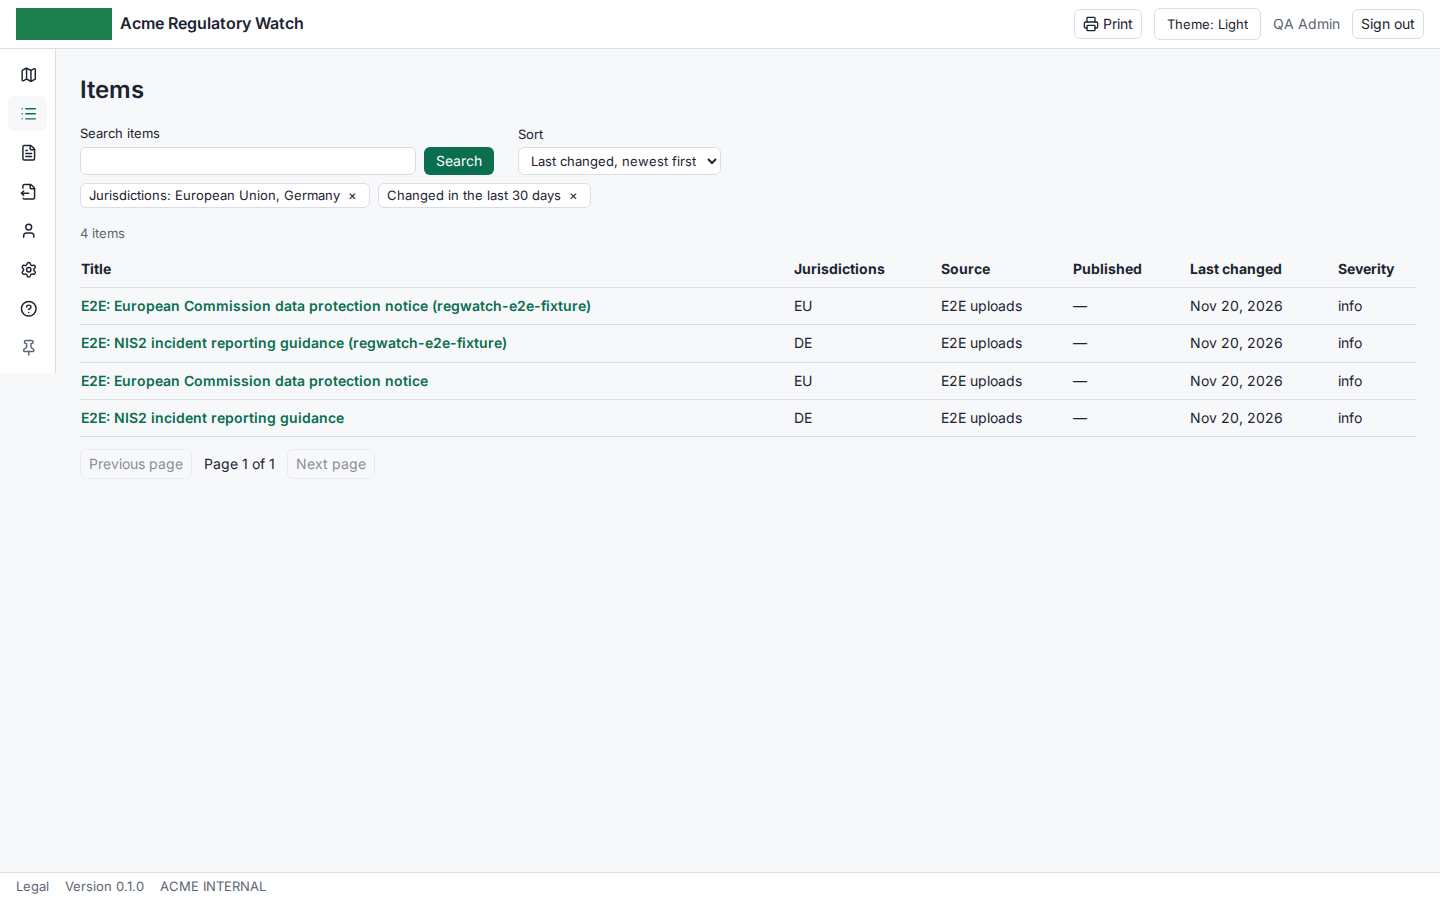 Acme Regulatory Watch
Print
Theme: Light
QA Admin
Sign out
Items
Search items
Sort
Search
Last changed, newest first
Jurisdictions: European Union, Germany ×
Changed in the last 30 days ×
4 items
Title Jurisdictions Source Published Last changed Severity
E2E: European Commission data protection notice (regwatch-e2e-fixture) EU E2E uploads — Nov 20, 2026 info
E2E: NIS2 incident reporting guidance (regwatch-e2e-fixture) DE E2E uploads — Nov 20, 2026 info
E2E: European Commission data protection notice EU E2E uploads — Nov 20, 2026 info
E2E: NIS2 incident reporting guidance DE E2E uploads — Nov 20, 2026 info
Previous page Page 1 of 1 Next page
Legal Version 0.1.0 ACME INTERNAL